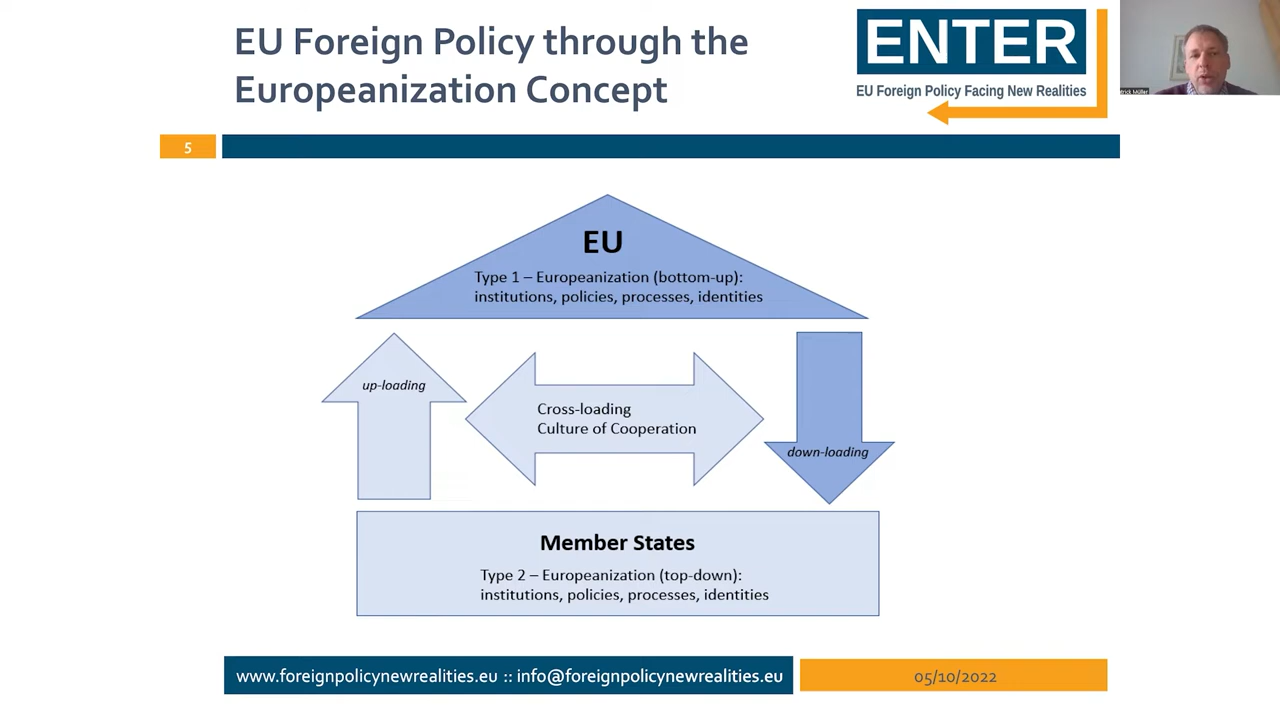 EU Foreign Policy through the
Europeanization Concept
ENTER
EU Foreign Policy Facing New Realities
5
EU
Type 1 – Europeanization (bottom-up):
institutions, policies, processes, identities
up-loading
Cross-loading
Culture of Cooperation
down-loading
Member States
Type 2 – Europeanization (top-down):
institutions, policies, processes, identities
www.foreignpolicynewrealities.eu :: info@foreignpolicynewrealities.eu
05/10/2022